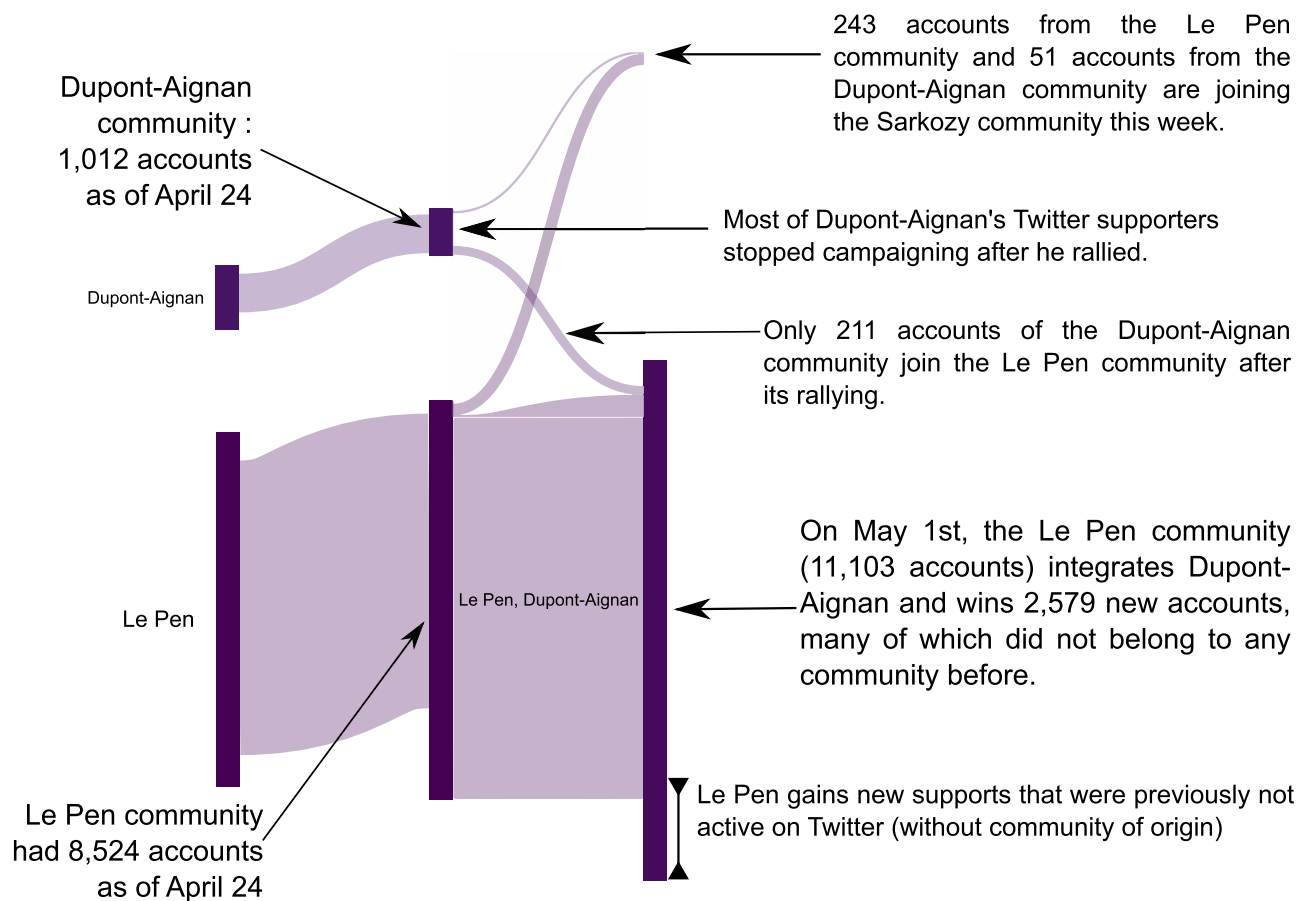 243 accounts from the Le Pen
community and 51 accounts from the
Dupont-Aignan community are joining
the Sarkozy community this week.
Dupont-Aignan
community :
1,012 accounts
as of April 24
Most of Dupont-Aignan's Twitter supporters
stopped campaigning after he rallied.
Dupont-Aignan
Only 211 accounts of the Dupont-Aignan
community join the Le Pen community after
its rallying.
On May 1st, the Le Pen community
(11,103 accounts) integrates Dupont-
Aignan and wins 2,579 new accounts,
many of which did not belong to any
community before.
Le Pen, Dupont-Aignan
Le Pen
Le Pen gains new supports that were previously not
active on Twitter (without community of origin)
Le Pen community
had 8,524 accounts
as of April 24